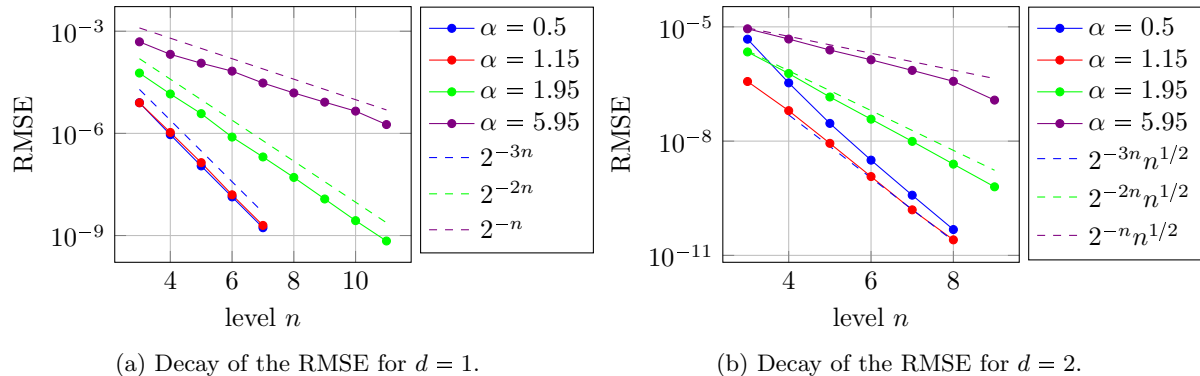 RMSE
10^{-3}
10^{-6}
10^{-9}
4 6 8 10
level n
α = 0.5
α = 1.15
α = 1.95
α = 5.95
2^{-3n}
2^{-2n}
2^{-n}
(a) Decay of the RMSE for d = 1.
RMSE
10^{-5}
10^{-8}
10^{-11}
4 6 8
level n
α = 0.5
α = 1.15
α = 1.95
α = 5.95
2^{-3n}n^{1/2}
2^{-2n}n^{1/2}
2^{-n}n^{1/2}
(b) Decay of the RMSE for d = 2.